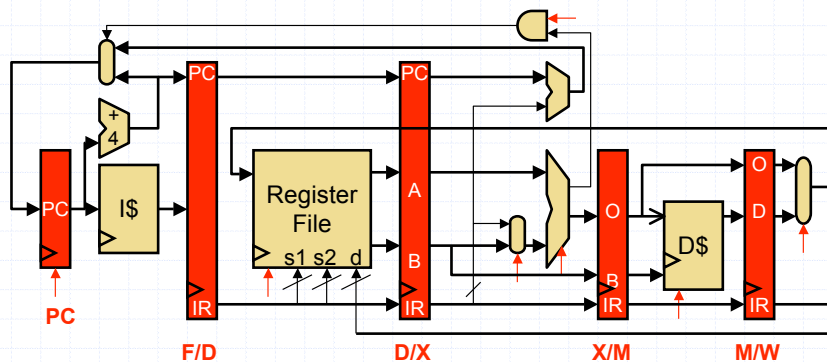 PC
PC
O
+
4
A
O
D
PC
I$
Register
File
D$
B
s1 s2 d
B
IR
IR
IR
IR
PC
F/D
D/X
X/M
M/W